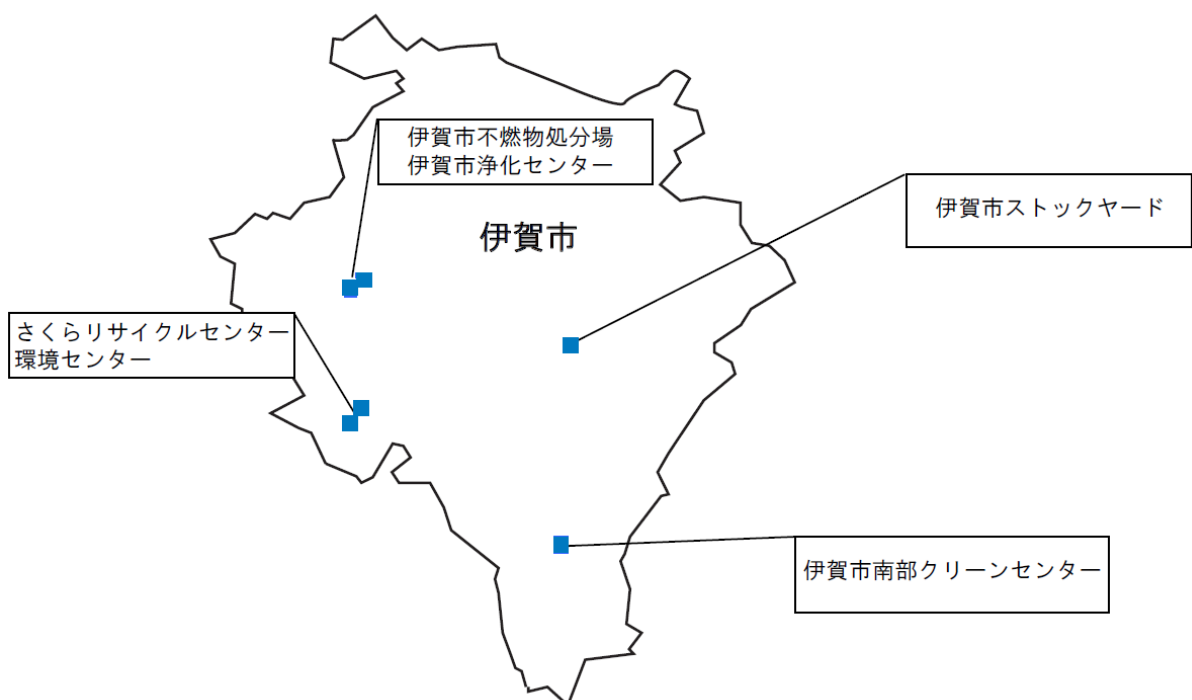 伊賀市不燃物処分場
伊賀市浄化センター
伊賀市ストックヤード
伊賀市
さくらリサイクルセンター
環境センター
伊賀市南部クリーンセンター